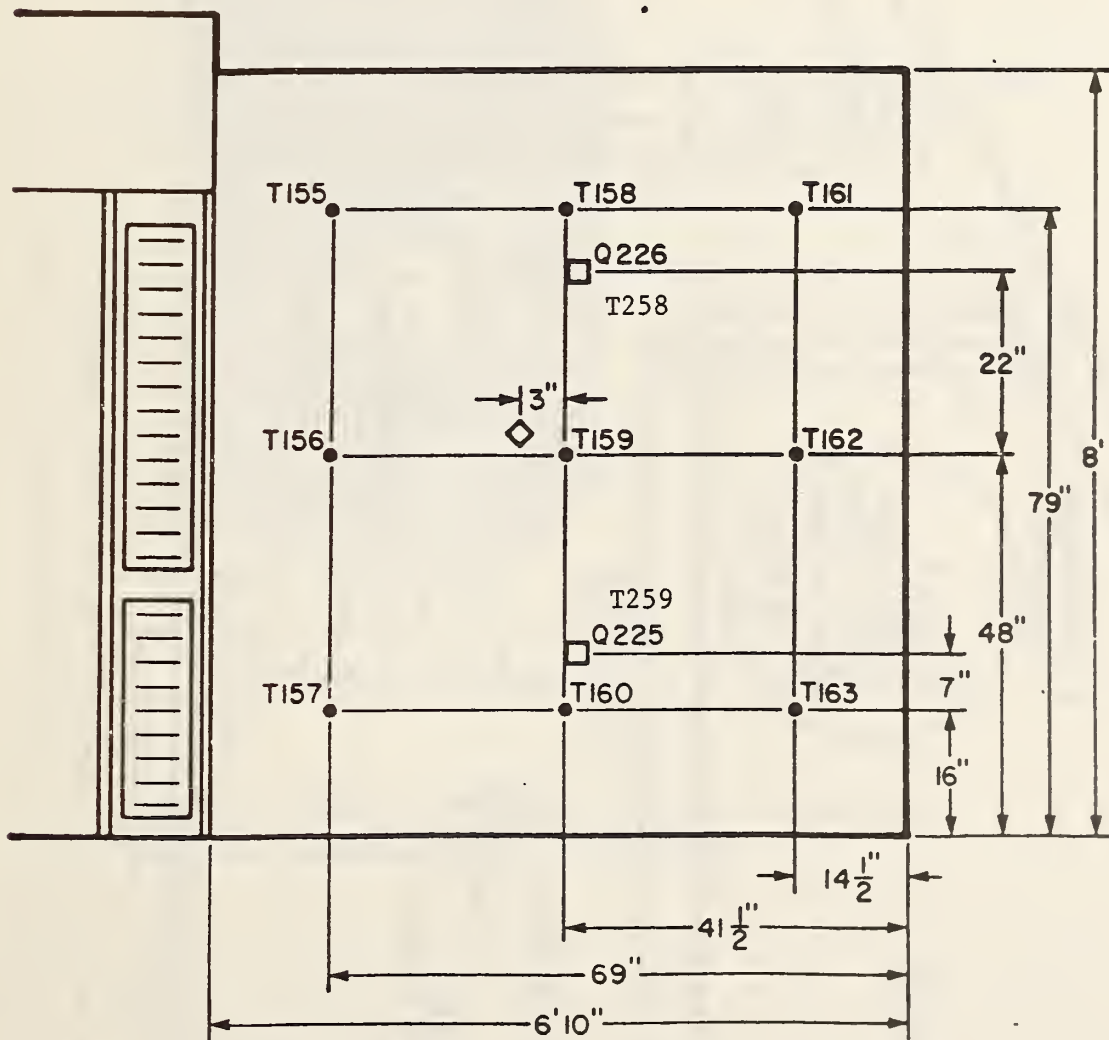 T155 T158 T161
Q226
T258
22"
3"
T156 T159 T162
8'
79"
T259
48"
Q225
7"
T157 T160 T163
16"
14 1/2"
41 1/2"
69"
6'10"